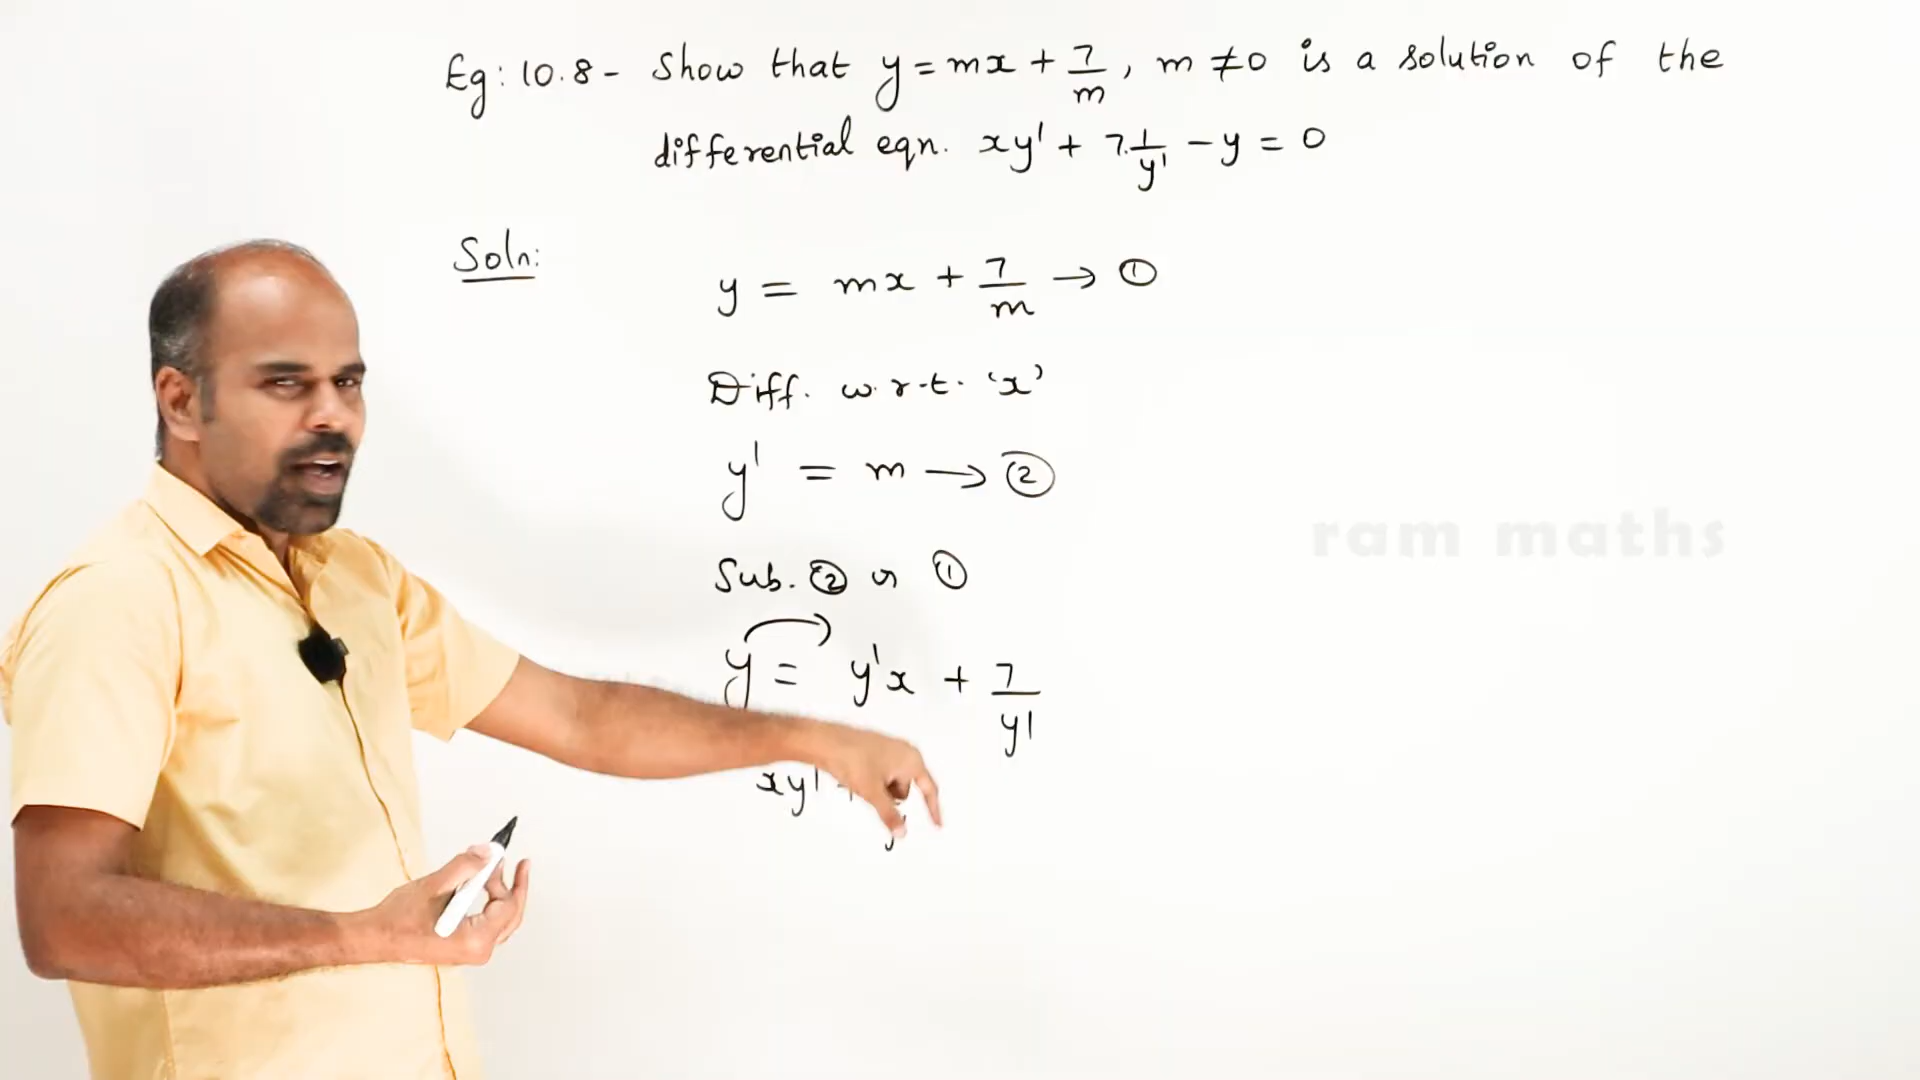 Eg: 10.8 - Show that y = mx + 7/m, m ≠ 0 is a solution of the
differential eqn. xy' + 7.1/y' - y = 0
Soln:
y = mx + 7/m → ①
Diff. w.r.t. 'x'
y' = m → ②
Sub. ② in ①
y = y'x + 7/y'
xy' +
ram maths